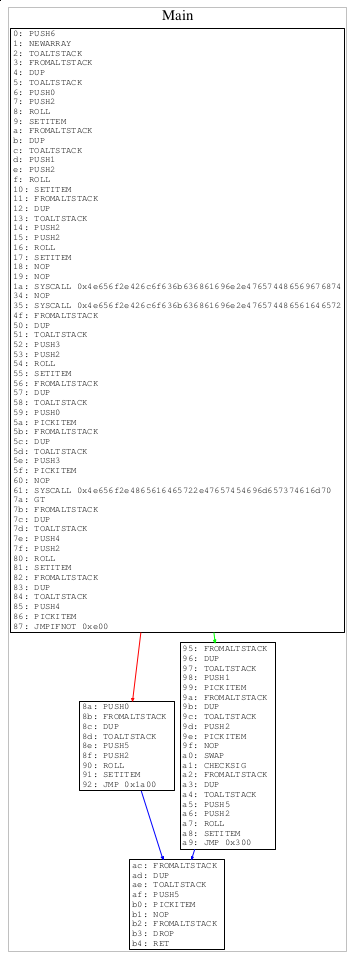 Main
0: PUSH6
1: NEWARRAY
2: TOALTSTACK
3: FROMALTSTACK
4: DUP
5: TOALTSTACK
6: PUSH0
7: PUSH2
8: ROLL
9: SETITEM
a: FROMALTSTACK
b: DUP
c: TOALTSTACK
d: PUSH1
e: PUSH2
f: ROLL
10: SETITEM
11: FROMALTSTACK
12: DUP
13: TOALTSTACK
14: PUSH2
15: PUSH2
16: ROLL
17: SETITEM
18: NOP
19: NOP
1a: SYSCALL 0x4e656f2e426c6f636b636861696e2e476574486569676874
34: NOP
35: SYSCALL 0x4e656f2e426c6f636b636861696e2e476574486561646572
4f: FROMALTSTACK
50: DUP
51: TOALTSTACK
52: PUSH3
53: PUSH2
54: ROLL
55: SETITEM
56: FROMALTSTACK
57: DUP
58: TOALTSTACK
59: PUSH0
5a: PICKITEM
5b: FROMALTSTACK
5c: DUP
5d: TOALTSTACK
5e: PUSH3
5f: PICKITEM
60: NOP
61: SYSCALL 0x4e656f2e4865616465722e47657454696d657374616d70
7a: GT
7b: FROMALTSTACK
7c: DUP
7d: TOALTSTACK
7e: PUSH4
7f: PUSH2
80: ROLL
81: SETITEM
82: FROMALTSTACK
83: DUP
84: TOALTSTACK
85: PUSH4
86: PICKITEM
87: JMPIFNOT 0xe00
8a: PUSH0
8b: FROMALTSTACK
8c: DUP
8d: TOALTSTACK
8e: PUSH5
8f: PUSH2
90: ROLL
91: SETITEM
92: JMP 0x1a00
95: FROMALTSTACK
96: DUP
97: TOALTSTACK
98: PUSH1
99: PICKITEM
9a: FROMALTSTACK
9b: DUP
9c: TOALTSTACK
9d: PUSH2
9e: PICKITEM
9f: NOP
a0: SWAP
a1: CHECKSIG
a2: FROMALTSTACK
a3: DUP
a4: TOALTSTACK
a5: PUSH5
a6: PUSH2
a7: ROLL
a8: SETITEM
a9: JMP 0x300
ac: FROMALTSTACK
ad: DUP
ae: TOALTSTACK
af: PUSH5
b0: PICKITEM
b1: NOP
b2: FROMALTSTACK
b3: DROP
b4: RET